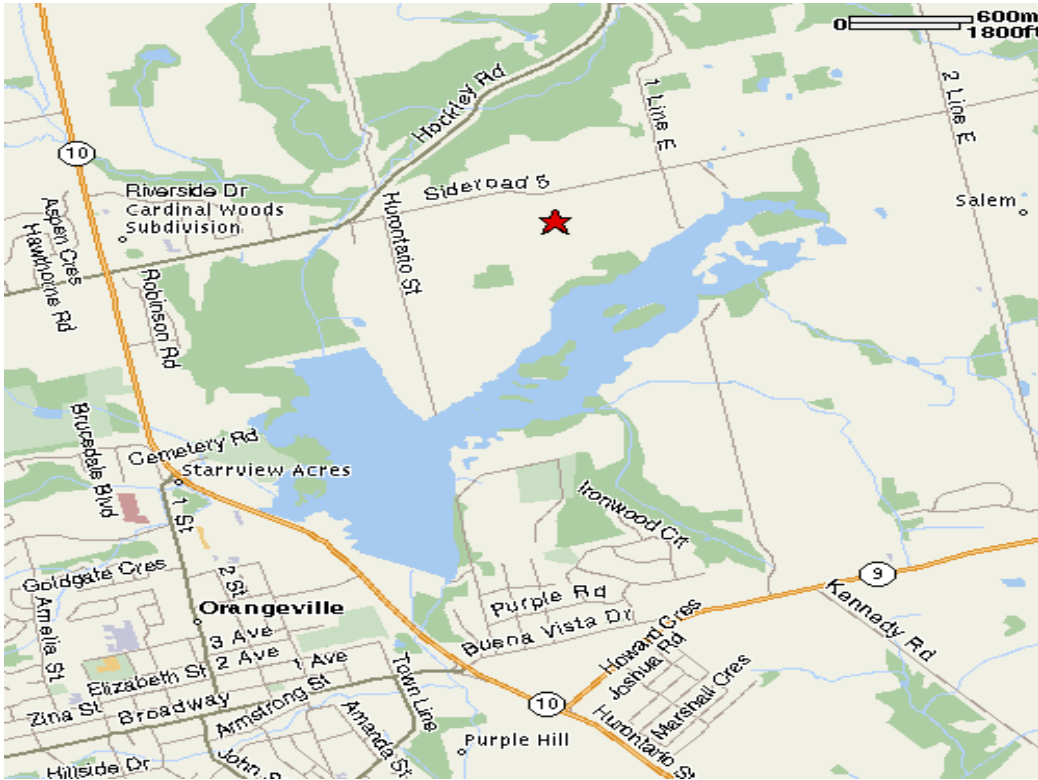 0 600m
1800ft
Hockley Rd
1 Line E
2 Line E
10
Sideroad 5
Riverside Dr
Cardinal Woods
Subdivision
Salem
Aspen Cres
Hawthorne Rd
Hurontario St
Robinson Rd
Brucedale Blvd
Cemetery Rd
Starrview Acres
1 St
Ironwood Crt
Goldgate Cres
2 St
9
Amelia St
Orangeville
Purple Rd
Kennedy Rd
3 Ave
Buena Vista Dr
2 Ave
1 Ave
Howard Cres
Elizabeth St
Joshua Rd
Town Line
Marshall Cres
Zina St
Broadway
Armstrong St
10
Amanda St
Purple Hill
Hurontario St
Hillside Dr
John S